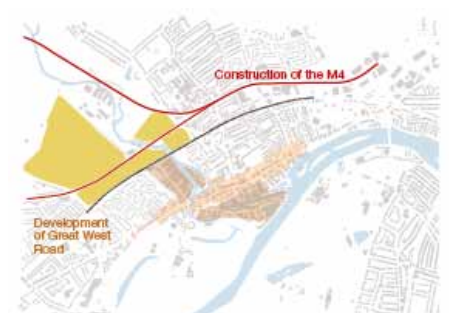 Construction of the M4
Development
of Great West
Road